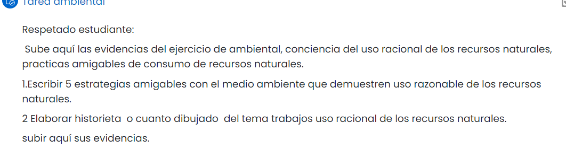 Tarea ambiental
Respetado estudiante:
Sube aquí las evidencias del ejercicio de ambiental, conciencia del uso racional de los recursos naturales,
practicas amigables de consumo de recursos naturales.
1.Escribir 5 estrategias amigables con el medio ambiente que demuestren uso razonable de los recursos
naturales.
2 Elaborar historieta o cuanto dibujado del tema trabajos uso racional de los recursos naturales.
subir aquí sus evidencias.